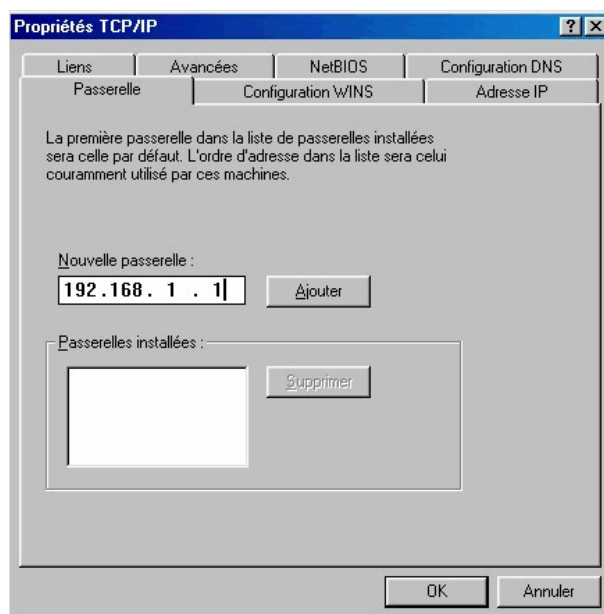 Propriétés TCP/IP
Liens
Avancées
NetBIOS
Configuration DNS
Passerelle
Configuration WINS
Adresse IP
La première passerelle dans la liste de passerelles installées
sera celle par défaut. L'ordre d'adresse dans la liste sera celui
couramment utilisé par ces machines.
Nouvelle passerelle :
192.168. 1 . 1
Ajouter
Passerelles installées :
Supprimer
OK
Annuler